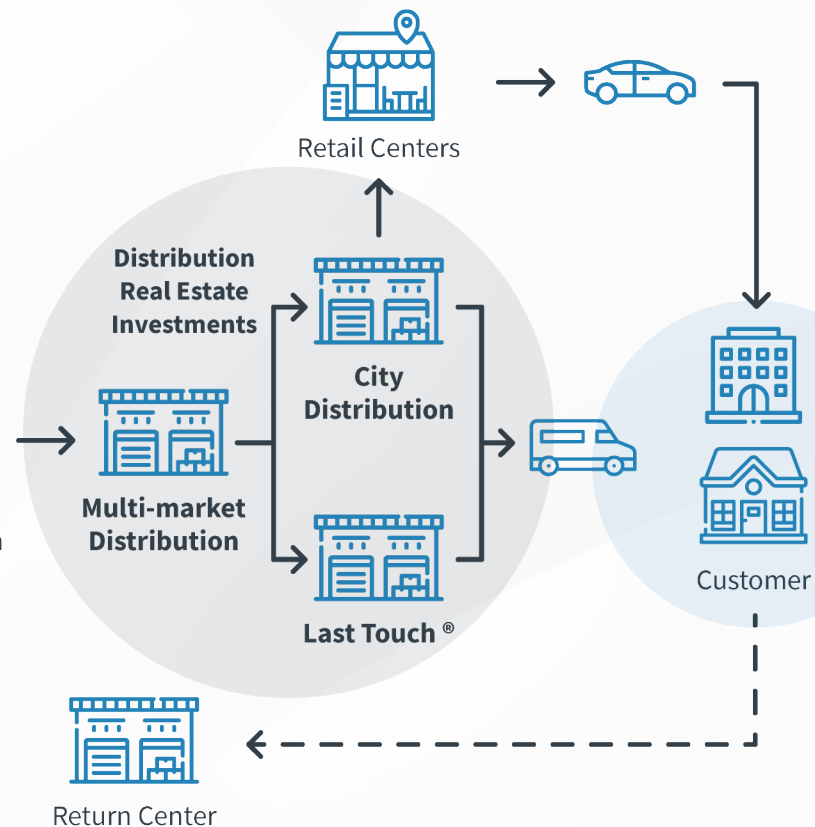 Retail Centers
Distribution
Real Estate
Investments
City
Distribution
Multi-market
Distribution
Last Touch ®
Customer
Return Center